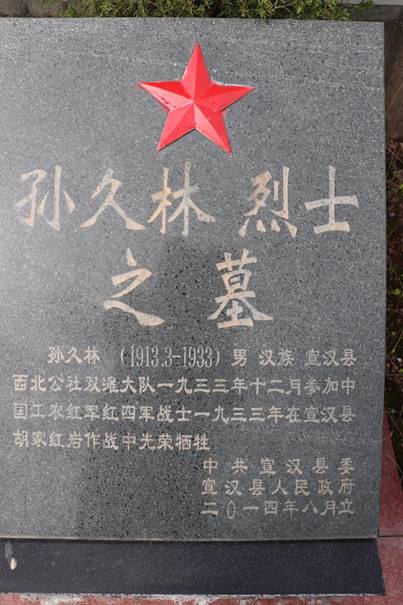 孙久林 烈士
之 墓
孙久林 (1913.3-1933) 男 汉族 宣汉县
西北公社双滩大队一九三三年十二月参加中
国工农红军红四军战士一九三三年在宣汉县
胡家红岩作战中光荣牺牲
中共宣汉县委
宣汉县人民政府
二〇一四年八月立